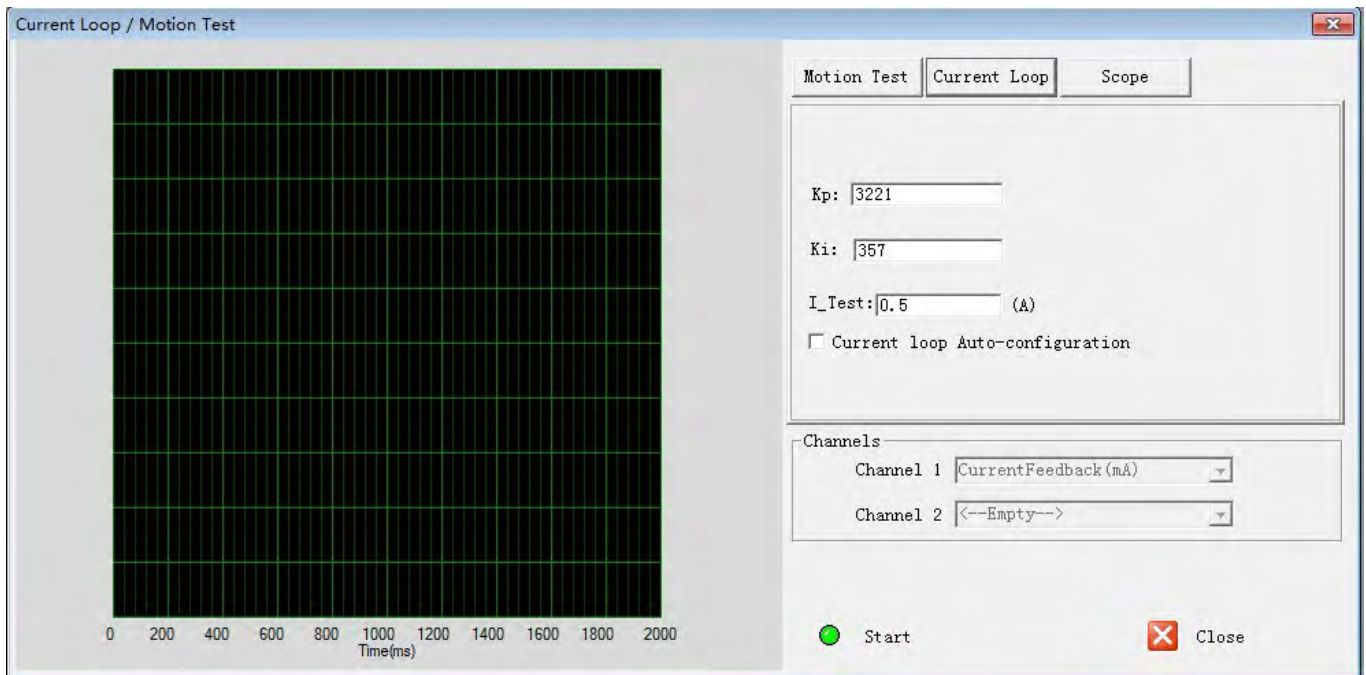 Current Loop / Motion Test
Motion Test Current Loop Scope
Kp: 3221
Ki: 357
I_Test: 0.5 (A)
Current loop Auto-configuration
Channels
Channel 1 CurrentFeedback(mA)
Channel 2 <--Empty-->
0 200 400 600 800 1000 1200 1400 1600 1800 2000
Time(ms)
Start Close